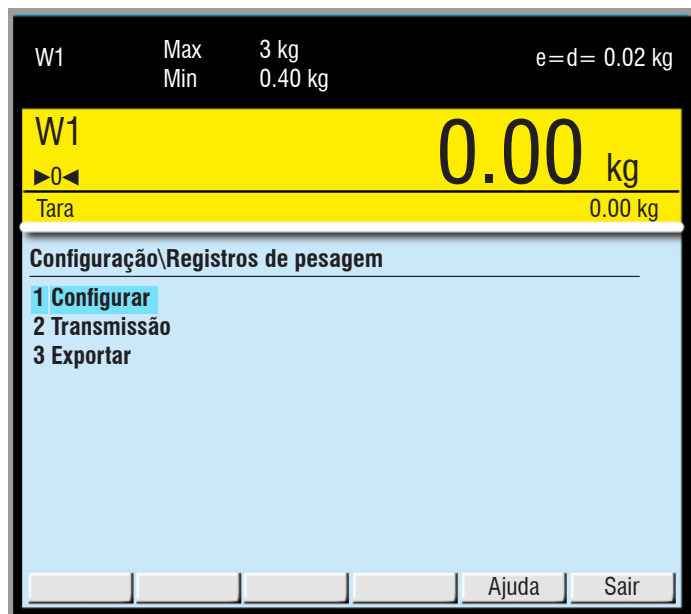 W1 Max 3 kg e=d= 0.02 kg
Min 0.40 kg
W1 0.00 kg
►0◄
Tara 0.00 kg
Configuração\Registros de pesagem
1 Configurar
2 Transmissão
3 Exportar
Ajuda Sair